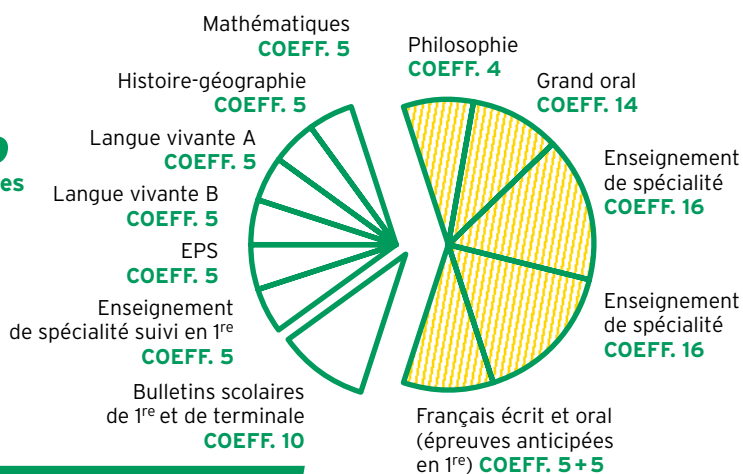 Mathématiques
COEFF. 5
Histoire-géographie
COEFF. 5
Langue vivante A
COEFF. 5
es
Langue vivante B
COEFF. 5
EPS
COEFF. 5
Enseignement
de spécialité suivi en 1re
COEFF. 5
Bulletins scolaires
de 1re et de terminale
COEFF. 10
Philosophie
COEFF. 4
Grand oral
COEFF. 14
Enseignement
de spécialité
COEFF. 16
Enseignement
de spécialité
COEFF. 16
Français écrit et oral
(épreuves anticipées
en 1re) COEFF. 5+5